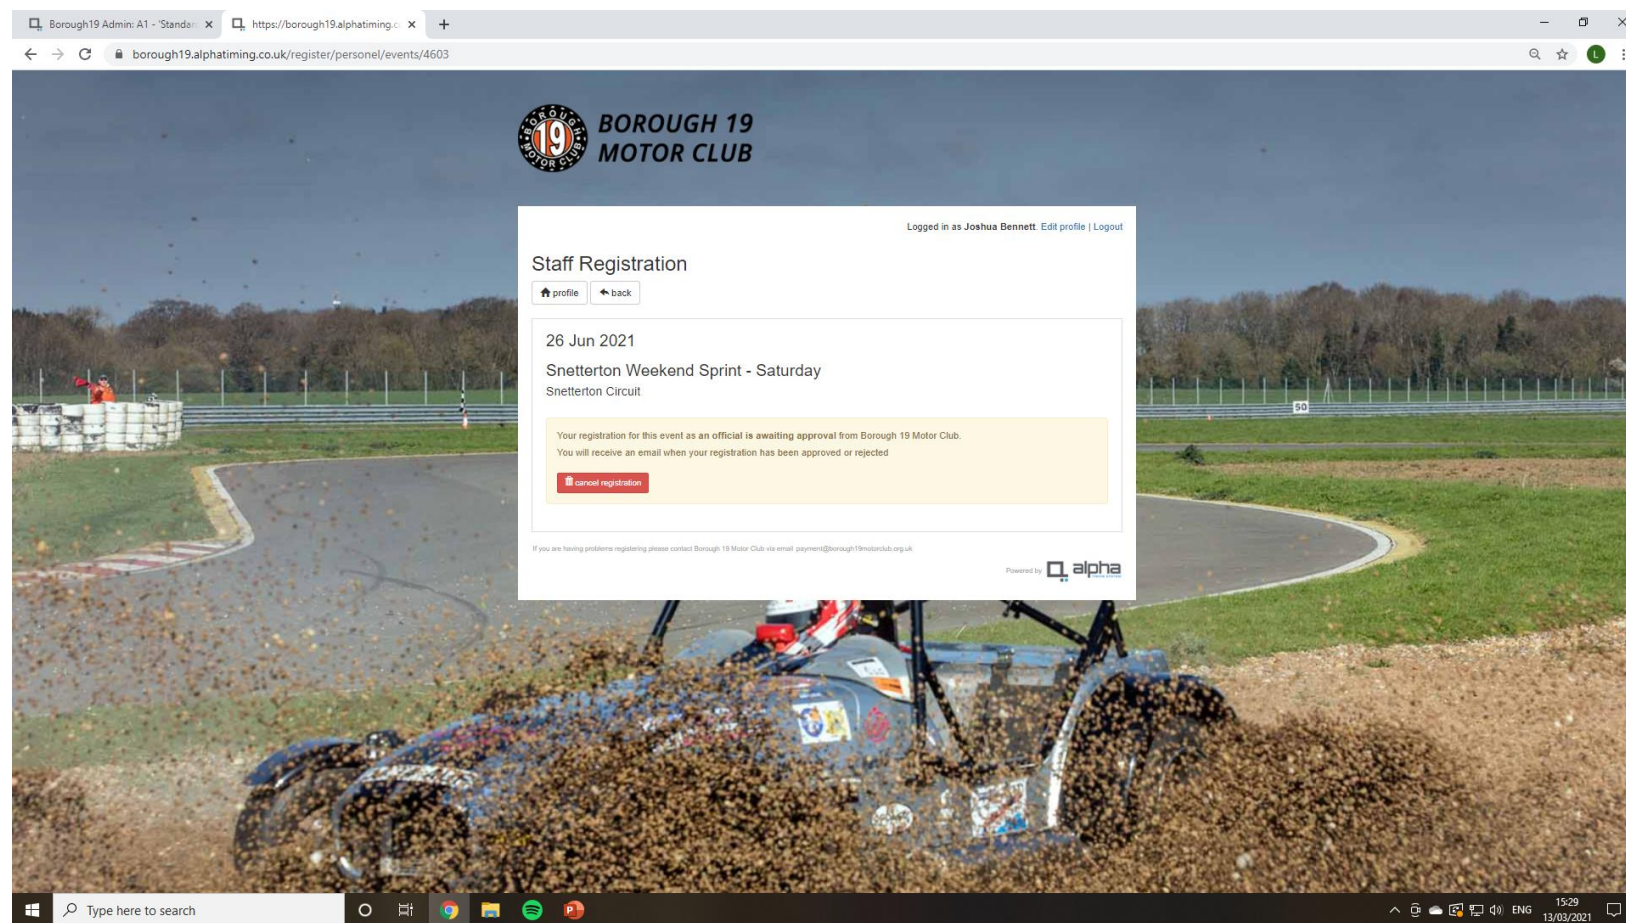 Borough19 Admin: A1 - 'Standar
https://borough19.alphatiming.c
borough19.alphatiming.co.uk/register/personel/events/4603
L
BOROUGH
19
MOTOR CLUB
BOROUGH 19
MOTOR CLUB
Logged in as Joshua Bennett. Edit profile | Logout
Staff Registration
profile
back
26 Jun 2021
Snetterton Weekend Sprint - Saturday
Snetterton Circuit
50
Your registration for this event as an official is awaiting approval from Borough 19 Motor Club.
You will receive an email when your registration has been approved or rejected
cancel registration
If you are having problems registering please contact Borough 19 Motor Club via email payment@borough19motorclub.org.uk
Powered by alpha
Type here to search
ENG
15:29
13/03/2021